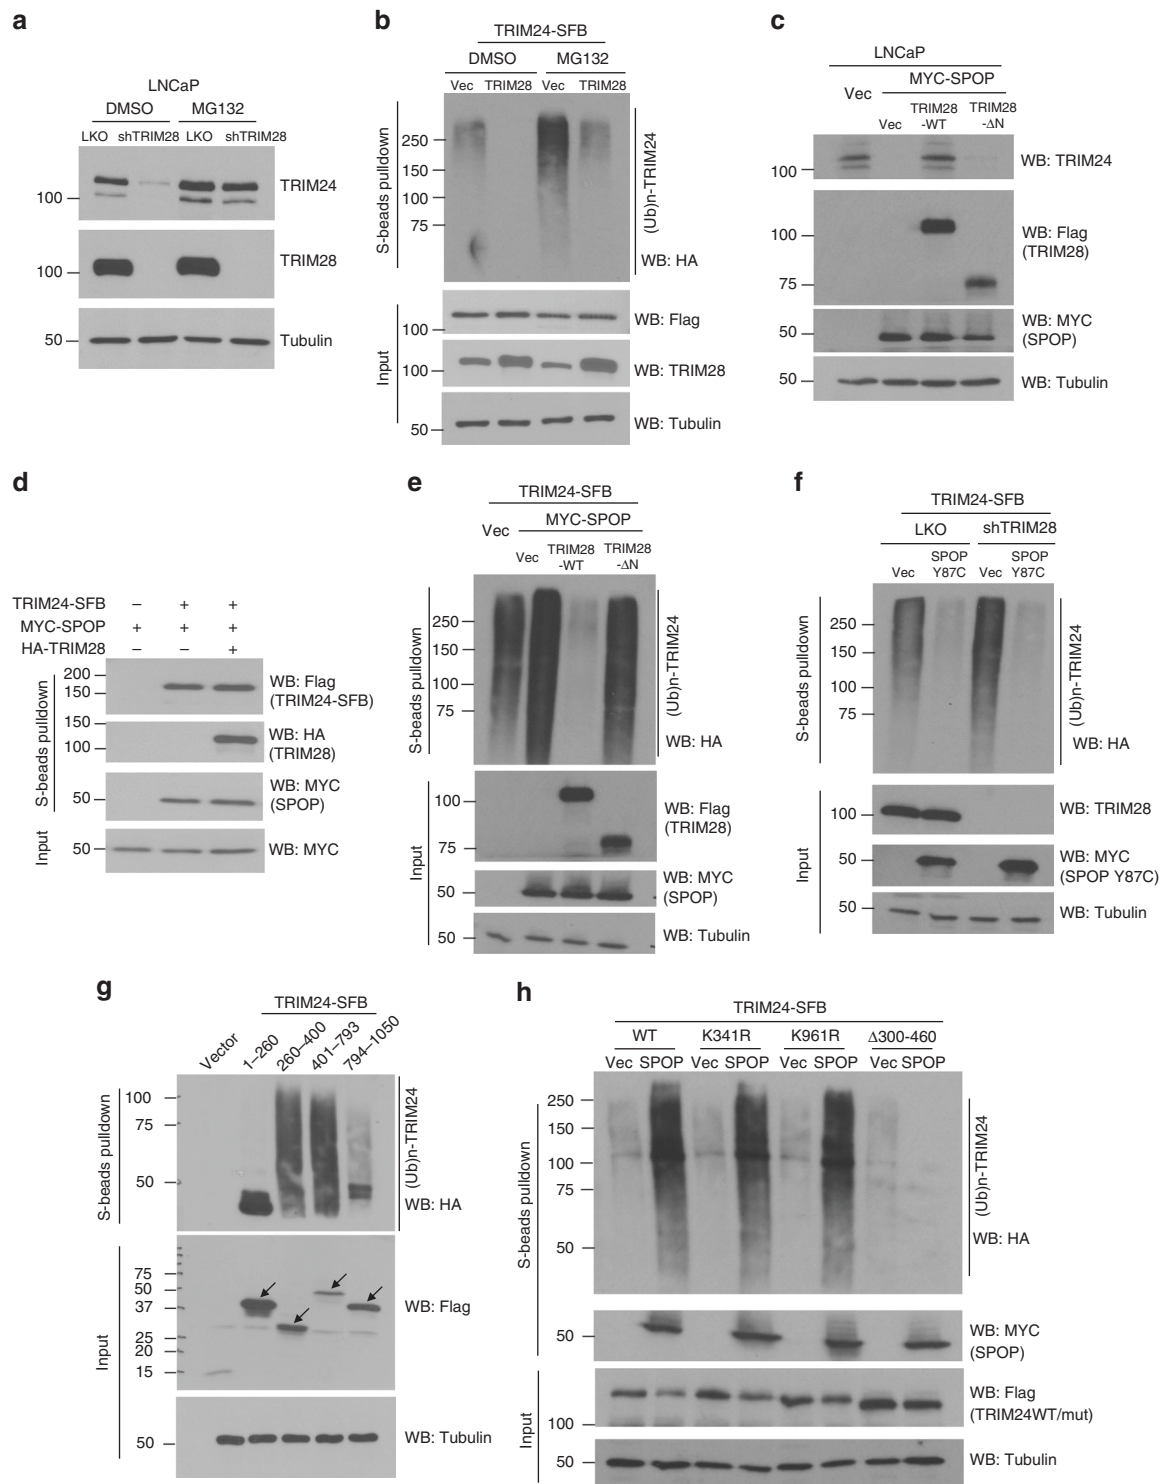 a
LNCaP
DMSO MG132
LKO shTRIM28 LKO shTRIM28
100 TRIM24
100 TRIM28
50 Tubulin
b
TRIM24-SFB
DMSO MG132
Vec TRIM28 Vec TRIM28
S-beads pulldown
250
150
100
75
(Ub)n-TRIM24
WB: HA
Input
100 WB: Flag
100 WB: TRIM28
50 WB: Tubulin
c
LNCaP
MYC-SPOP
Vec
Vec TRIM28 -WT TRIM28 -ΔN
100 WB: TRIM24
100
75
WB: Flag
(TRIM28)
50 WB: MYC
(SPOP)
50 WB: Tubulin
d
TRIM24-SFB – + +
MYC-SPOP + + +
HA-TRIM28 – – +
S-beads pulldown
200
150
WB: Flag
(TRIM24-SFB)
150
100
WB: HA
(TRIM28)
50 WB: MYC
(SPOP)
Input
50 WB: MYC
e
TRIM24-SFB
MYC-SPOP
Vec
Vec TRIM28 -WT TRIM28 -ΔN
S-beads pulldown
250
150
100
75
(Ub)n-TRIM24
WB: HA
Input
100
75
WB: Flag
(TRIM28)
50 WB: MYC
(SPOP)
50 WB: Tubulin
f
TRIM24-SFB
LKO shTRIM28
Vec SPOP Y87C Vec SPOP Y87C
S-beads pulldown
250
150
100
75
(Ub)n-TRIM24
WB: HA
Input
100 WB: TRIM28
50 WB: MYC
(SPOP Y87C)
50 WB: Tubulin
g
TRIM24-SFB
Vector 1–260 260–400 401–793 794–1050
S-beads pulldown
100
75
50
(Ub)n-TRIM24
WB: HA
Input
75
50
37
25
20
15
WB: Flag
50 WB: Tubulin
h
TRIM24-SFB
WT K341R K961R Δ300-460
Vec SPOP Vec SPOP Vec SPOP Vec SPOP
S-beads pulldown
250
150
100
75
50
(Ub)n-TRIM24
WB: HA
50 WB: MYC
(SPOP)
Input
100 WB: Flag
(TRIM24WT/mut)
50 WB: Tubulin